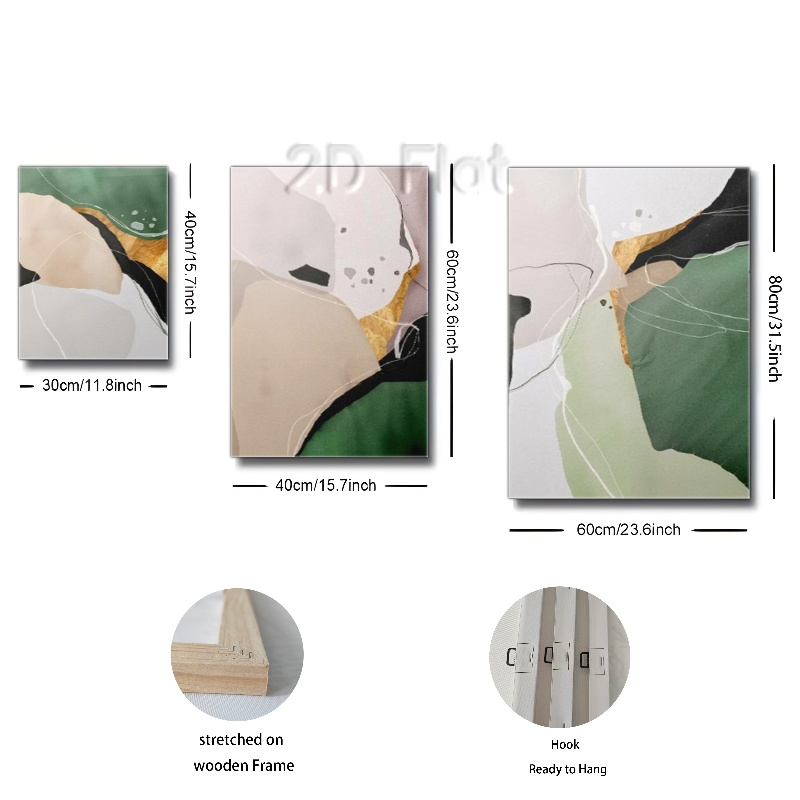 2D Flat
40cm/15.7inch
60cm/23.6inch
80cm/31.5inch
30cm/11.8inch
40cm/15.7inch
60cm/23.6inch
stretched on
wooden Frame
Hook
Ready to Hang